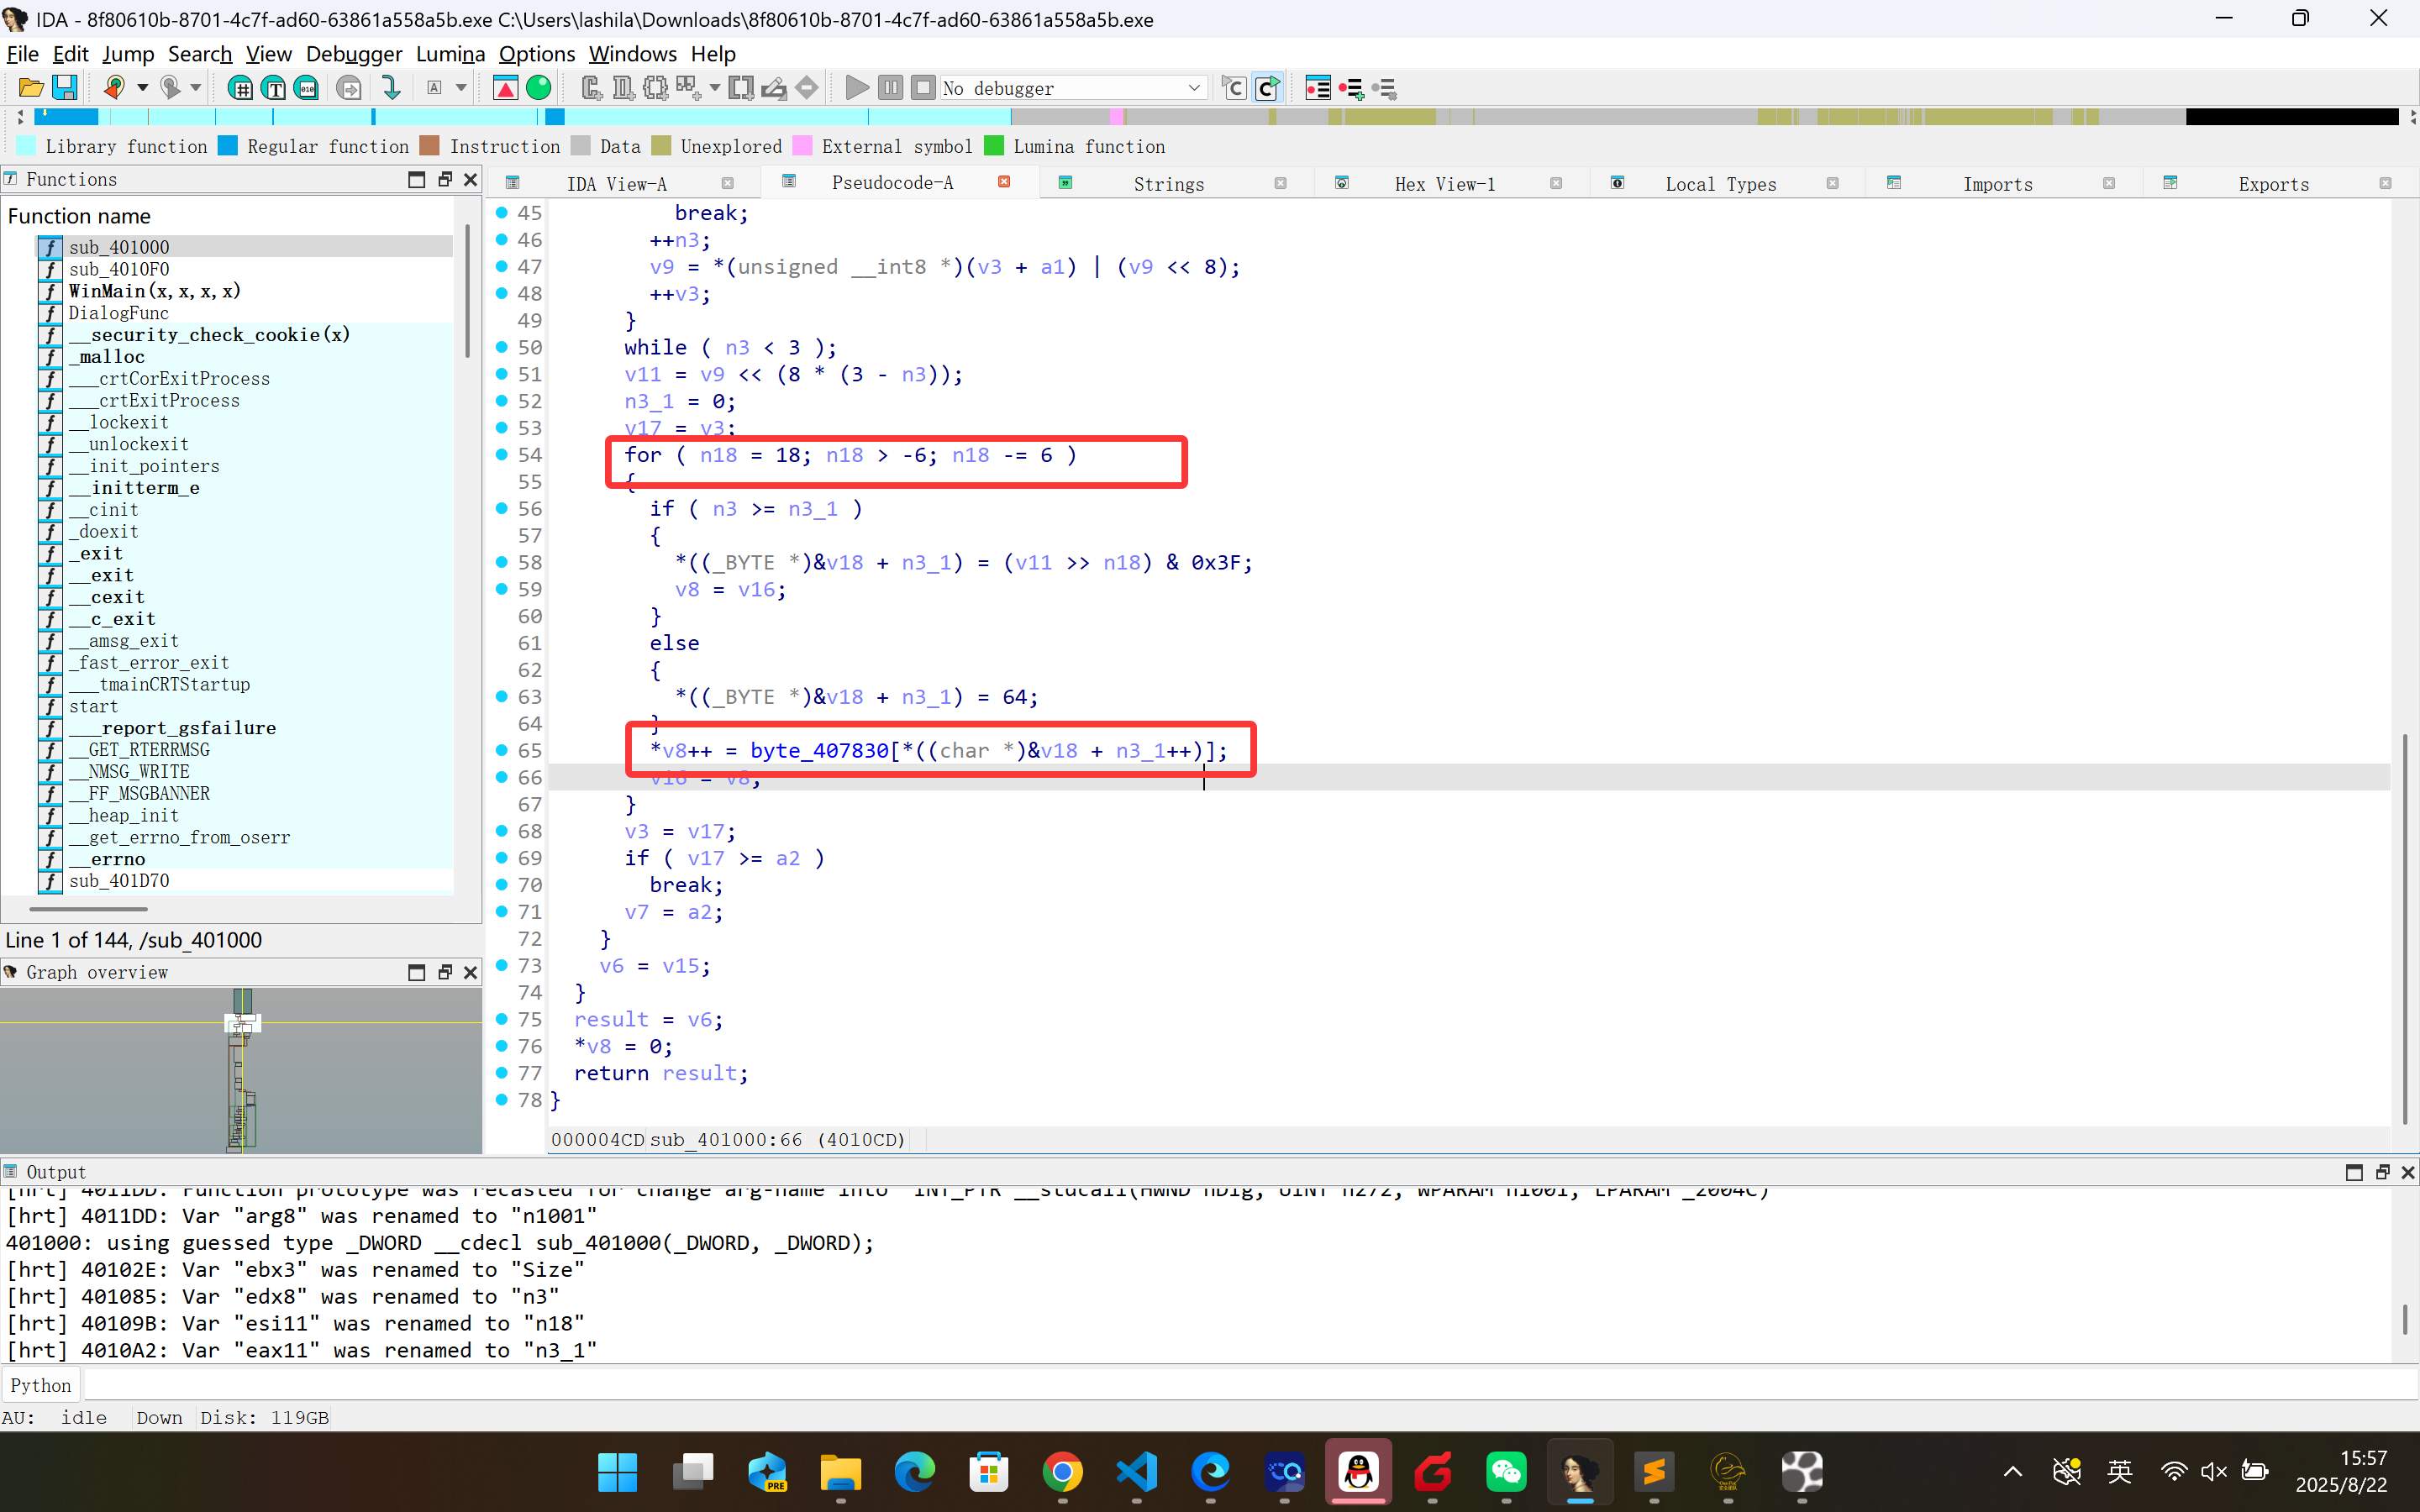 IDA - 8f80610b-8701-4c7f-ad60-63861a558a5b.exe C:\Users\lashila\Downloads\8f80610b-8701-4c7f-ad60-63861a558a5b.exe
File Edit Jump Search View Debugger Lumina Options Windows Help
No debugger
Library function Regular function Instruction Data Unexplored External symbol Lumina function
Functions
IDA View-A Pseudocode-A Strings Hex View-1 Local Types Imports Exports
Function name
sub_401000
sub_4010F0
WinMain(x,x,x,x)
DialogFunc
__security_check_cookie(x)
_malloc
___crtCorExitProcess
___crtExitProcess
__lockexit
__unlockexit
__init_pointers
__initterm_e
__cinit
_doexit
_exit
__exit
__cexit
__c_exit
__amsg_exit
_fast_error_exit
___tmainCRTStartup
start
___report_gsfailure
__GET_RTERRMSG
__NMSG_WRITE
__FF_MSGBANNER
__heap_init
__get_errno_from_oserr
__errno
sub_401D70
Line 1 of 144, /sub_401000
Graph overview
45 break;
46 ++n3;
47 v9 = *(unsigned __int8 *)(v3 + a1) | (v9 << 8);
48 ++v3;
49 }
50 while ( n3 < 3 );
51 v11 = v9 << (8 * (3 - n3));
52 n3_1 = 0;
53 v17 = v3;
54 for ( n18 = 18; n18 > -6; n18 -= 6 )
55 {
56 if ( n3 >= n3_1 )
57 {
58 *((_BYTE *)&v18 + n3_1) = (v11 >> n18) & 0x3F;
59 v8 = v16;
60 }
61 else
62 {
63 *((_BYTE *)&v18 + n3_1) = 64;
64 }
65 *v8++ = byte_407830[*((char *)&v18 + n3_1++)];
66 v16 = v8;
67 }
68 v3 = v17;
69 if ( v17 >= a2 )
70 break;
71 v7 = a2;
72 }
73 v6 = v15;
74 }
75 result = v6;
76 *v8 = 0;
77 return result;
78 }
000004CD sub_401000:66 (4010CD)
Output
[hrt] 4011DD: Function prototype was recasted for change arg-name into "INT_PTR __stdcall(HWND hDlg, UINT n272, WPARAM n1001, LPARAM _2004C)
[hrt] 4011DD: Var "arg8" was renamed to "n1001"
401000: using guessed type _DWORD __cdecl sub_401000(_DWORD, _DWORD);
[hrt] 40102E: Var "ebx3" was renamed to "Size"
[hrt] 401085: Var "edx8" was renamed to "n3"
[hrt] 40109B: Var "esi11" was renamed to "n18"
[hrt] 4010A2: Var "eax11" was renamed to "n3_1"
Python
AU: idle Down Disk: 119GB
PRE
英
15:57
2025/8/22